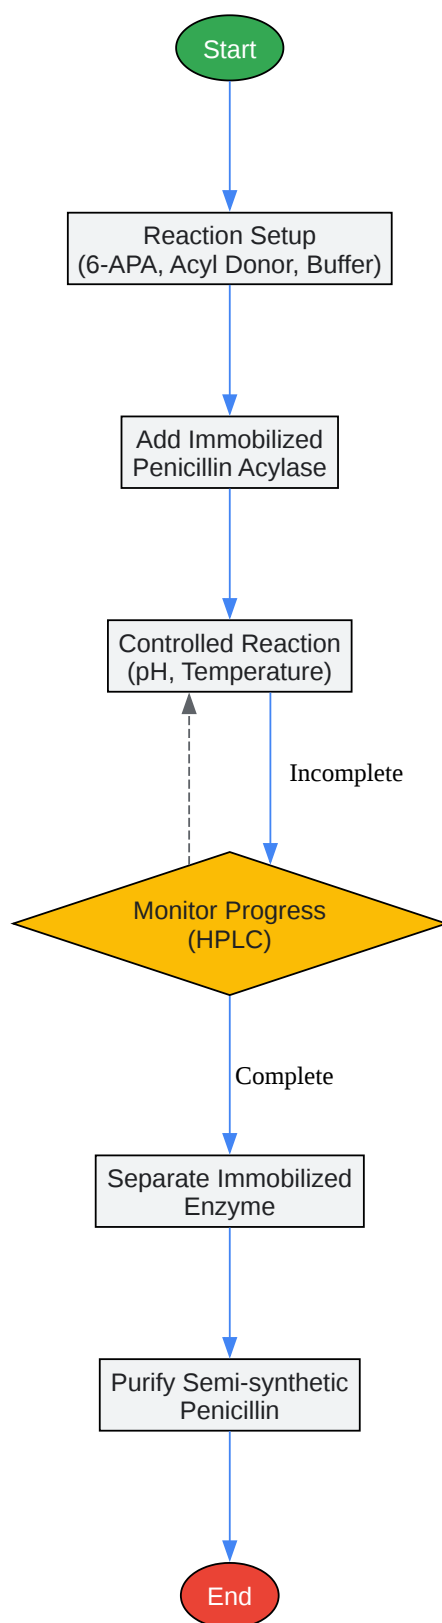 Start
Reaction Setup
(6-APA, Acyl Donor, Buffer)
Add Immobilized
Penicillin Acylase
Controlled Reaction
(pH, Temperature)
Incomplete
Monitor Progress
(HPLC)
Complete
Separate Immobilized
Enzyme
Purify Semi-synthetic
Penicillin
End